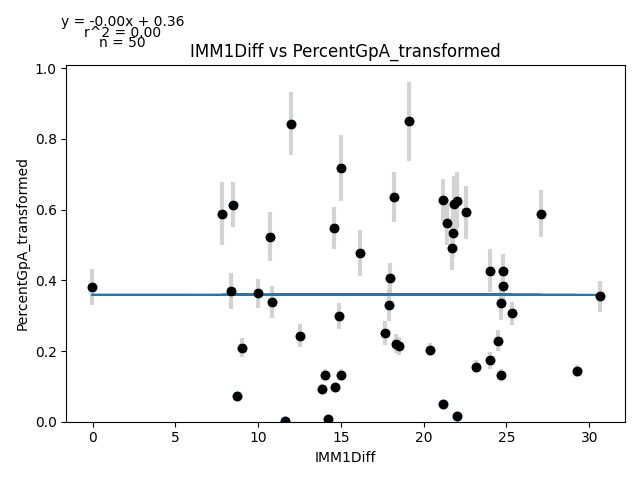 y = -0.00x + 0.36
r^2 = 0.00
n = 50
IMM1Diff vs PercentGpA_transformed
1.0
0.8
0.6
0.4
0.2
0.0
PercentGpA_transformed
0 5 10 15 20 25 30
IMM1Diff